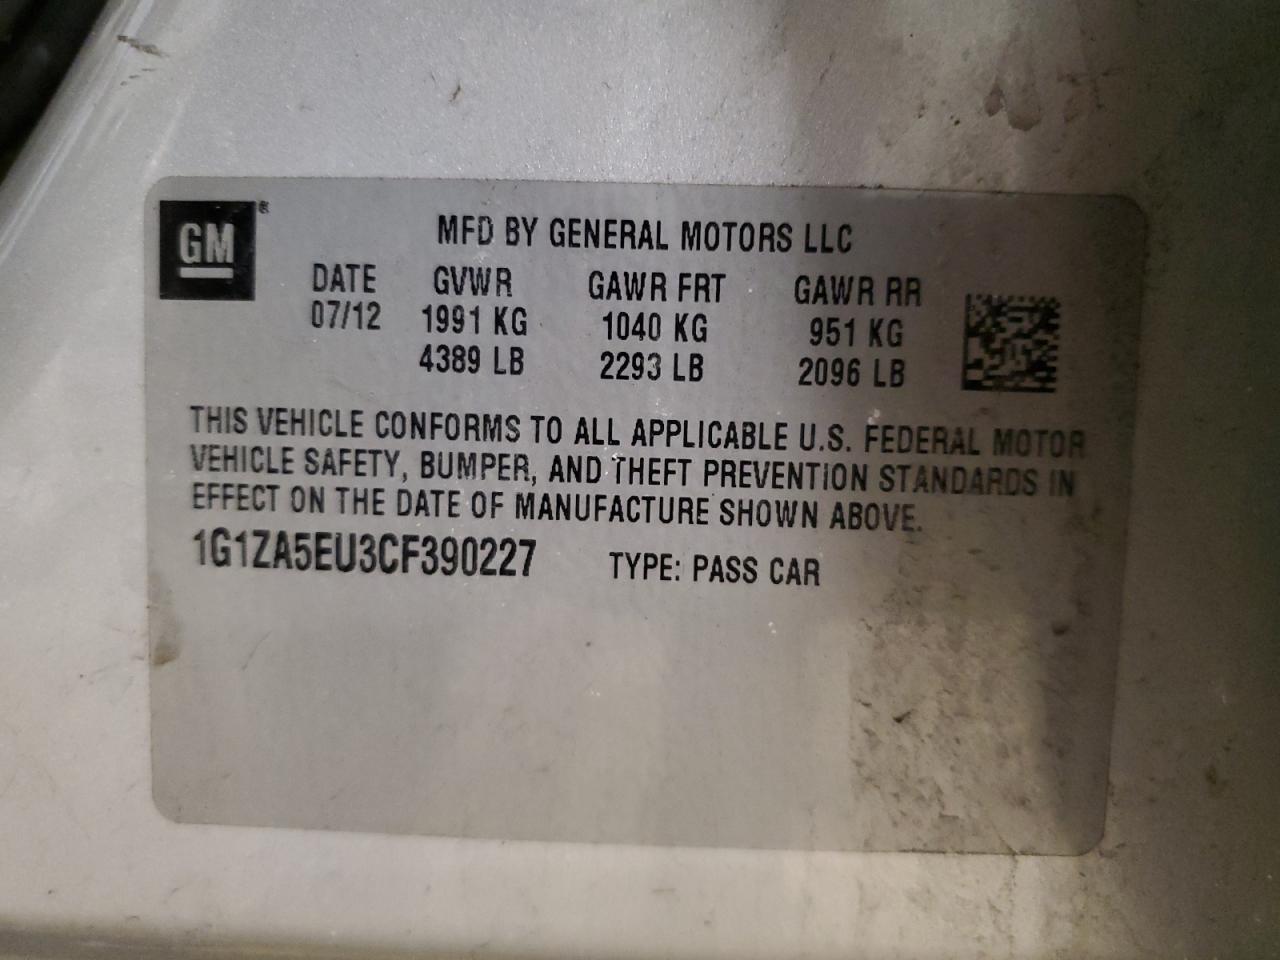 GM®
MFD BY GENERAL MOTORS LLC
DATE GVWR GAWR FRT GAWR RR
07/12 1991 KG 1040 KG 951 KG
4389 LB 2293 LB 2096 LB
THIS VEHICLE CONFORMS TO ALL APPLICABLE U.S. FEDERAL MOTOR
VEHICLE SAFETY, BUMPER, AND THEFT PREVENTION STANDARDS IN
EFFECT ON THE DATE OF MANUFACTURE SHOWN ABOVE.
1G1ZA5EU3CF390227 TYPE: PASS CAR